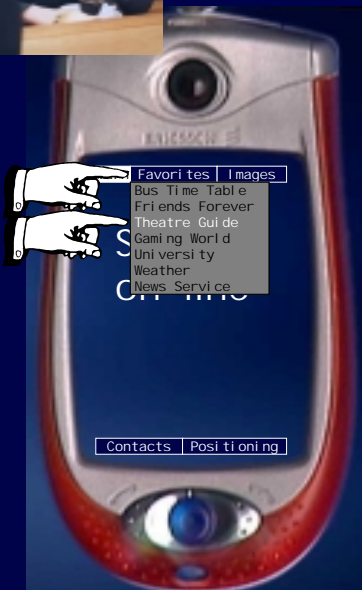 ERICSSON
Favorites Images
Bus Time Table
Friends Forever
Theatre Guide
Gaming World
University
Weather
News Service
Contacts Positioning